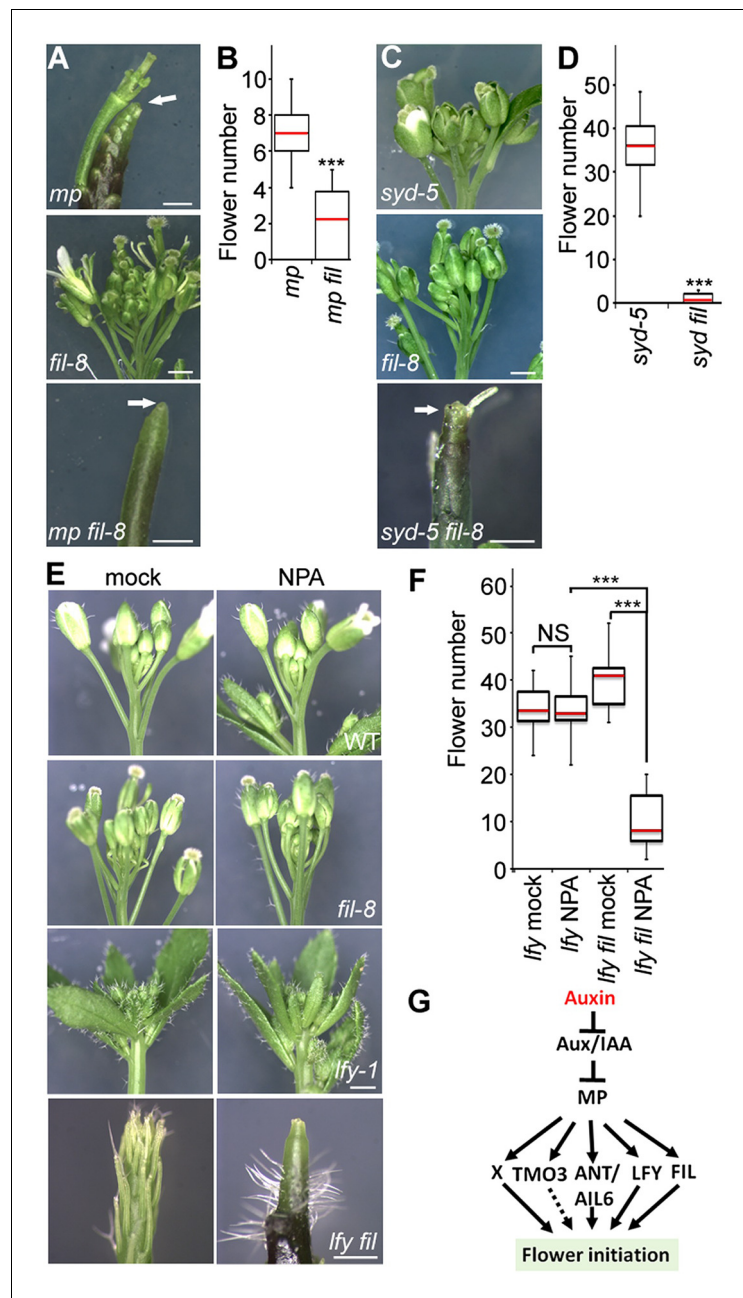 A
mp
fil-8
mp fil-8
B
Flower number
10
8
6
4
2
0
***
mp
mp fil
C
syd-5
fil-8
syd-5 fil-8
D
Flower number
50
40
30
20
10
0
***
syd-5
syd fil
E
mock
NPA
WT
fil-8
lfy-1
lfy fil
F
Flower number
60
50
40
30
20
10
0
***
***
NS
lfy mock
lfy NPA
lfy fil mock
lfy fil NPA
G
Auxin
Aux/IAA
MP
X TMO3 ANT/ LFY FIL
AIL6
Flower initiation